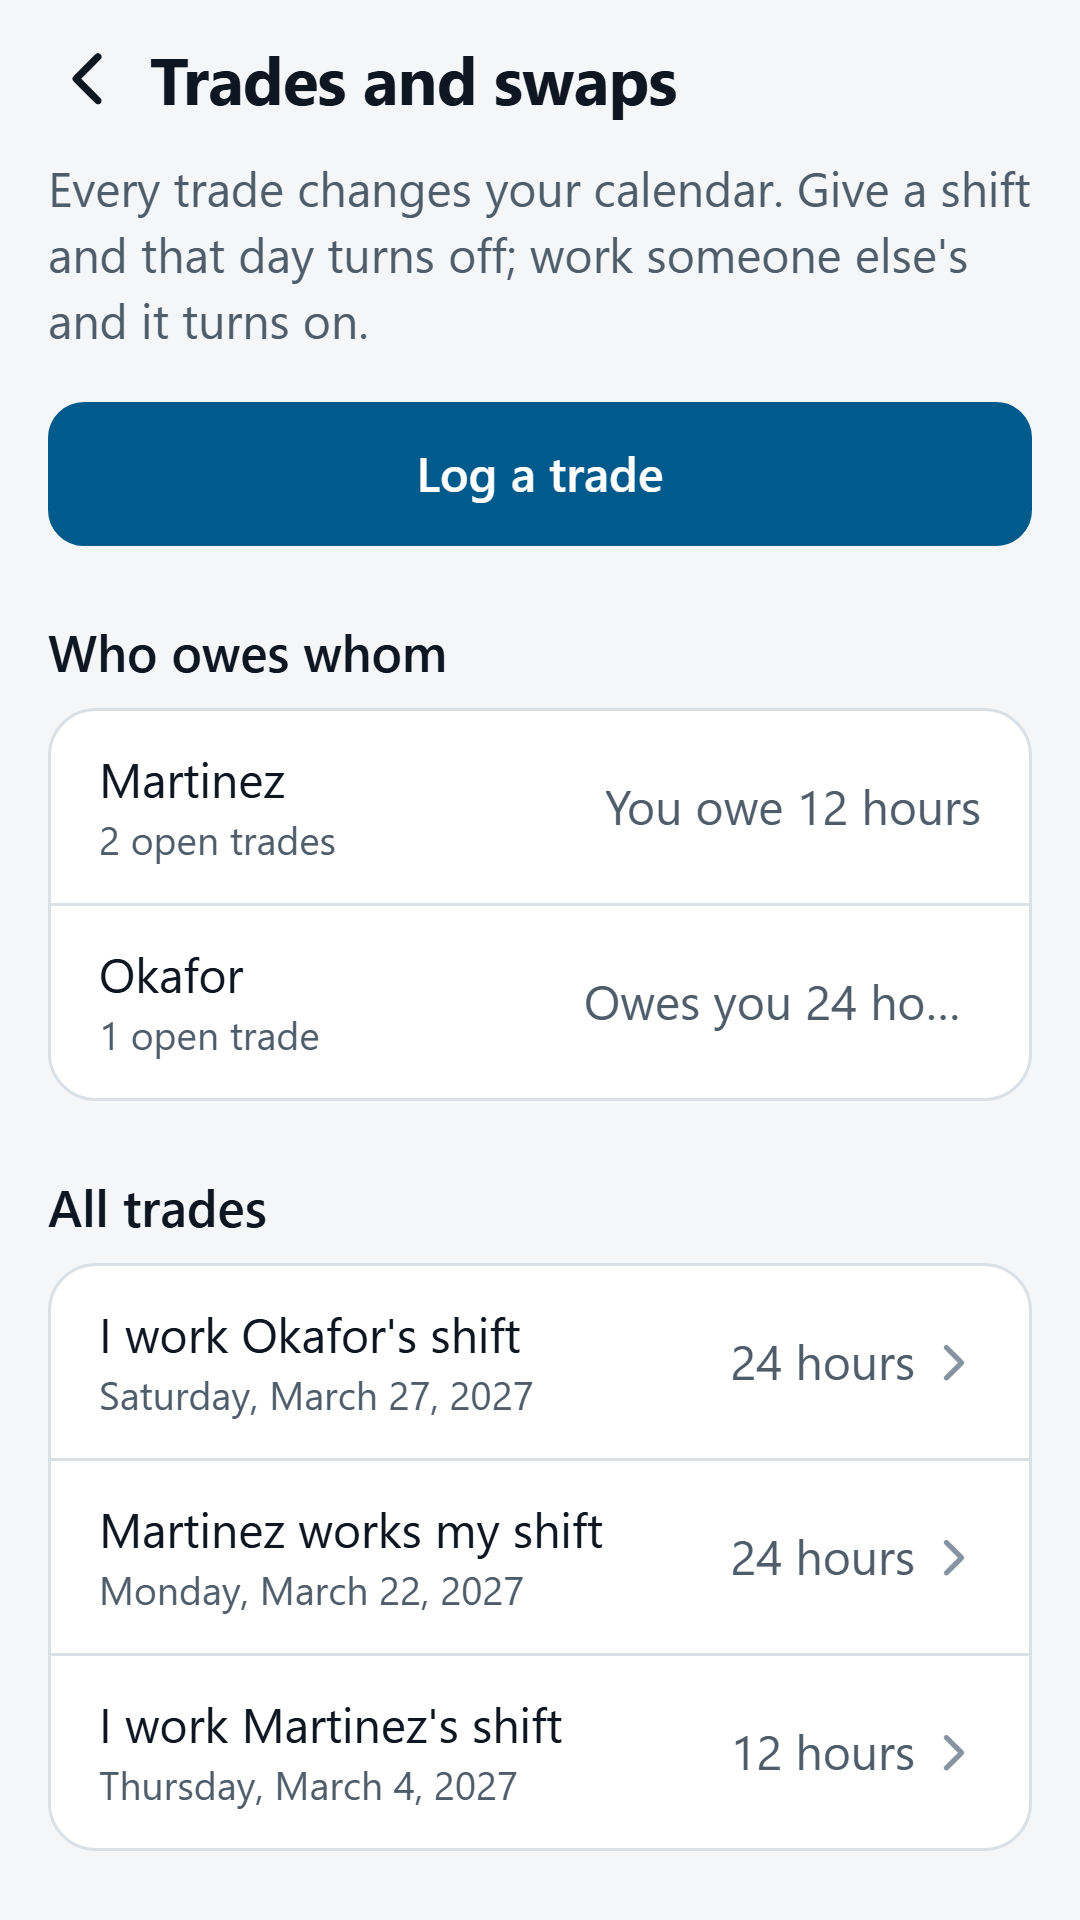 Trades and swaps
Every trade changes your calendar. Give a shift
and that day turns off; work someone else's
and it turns on.
Log a trade
Who owes whom
Martinez
2 open trades
You owe 12 hours
Okafor
1 open trade
Owes you 24 ho...
All trades
I work Okafor's shift
Saturday, March 27, 2027
24 hours
Martinez works my shift
Monday, March 22, 2027
24 hours
I work Martinez's shift
Thursday, March 4, 2027
12 hours